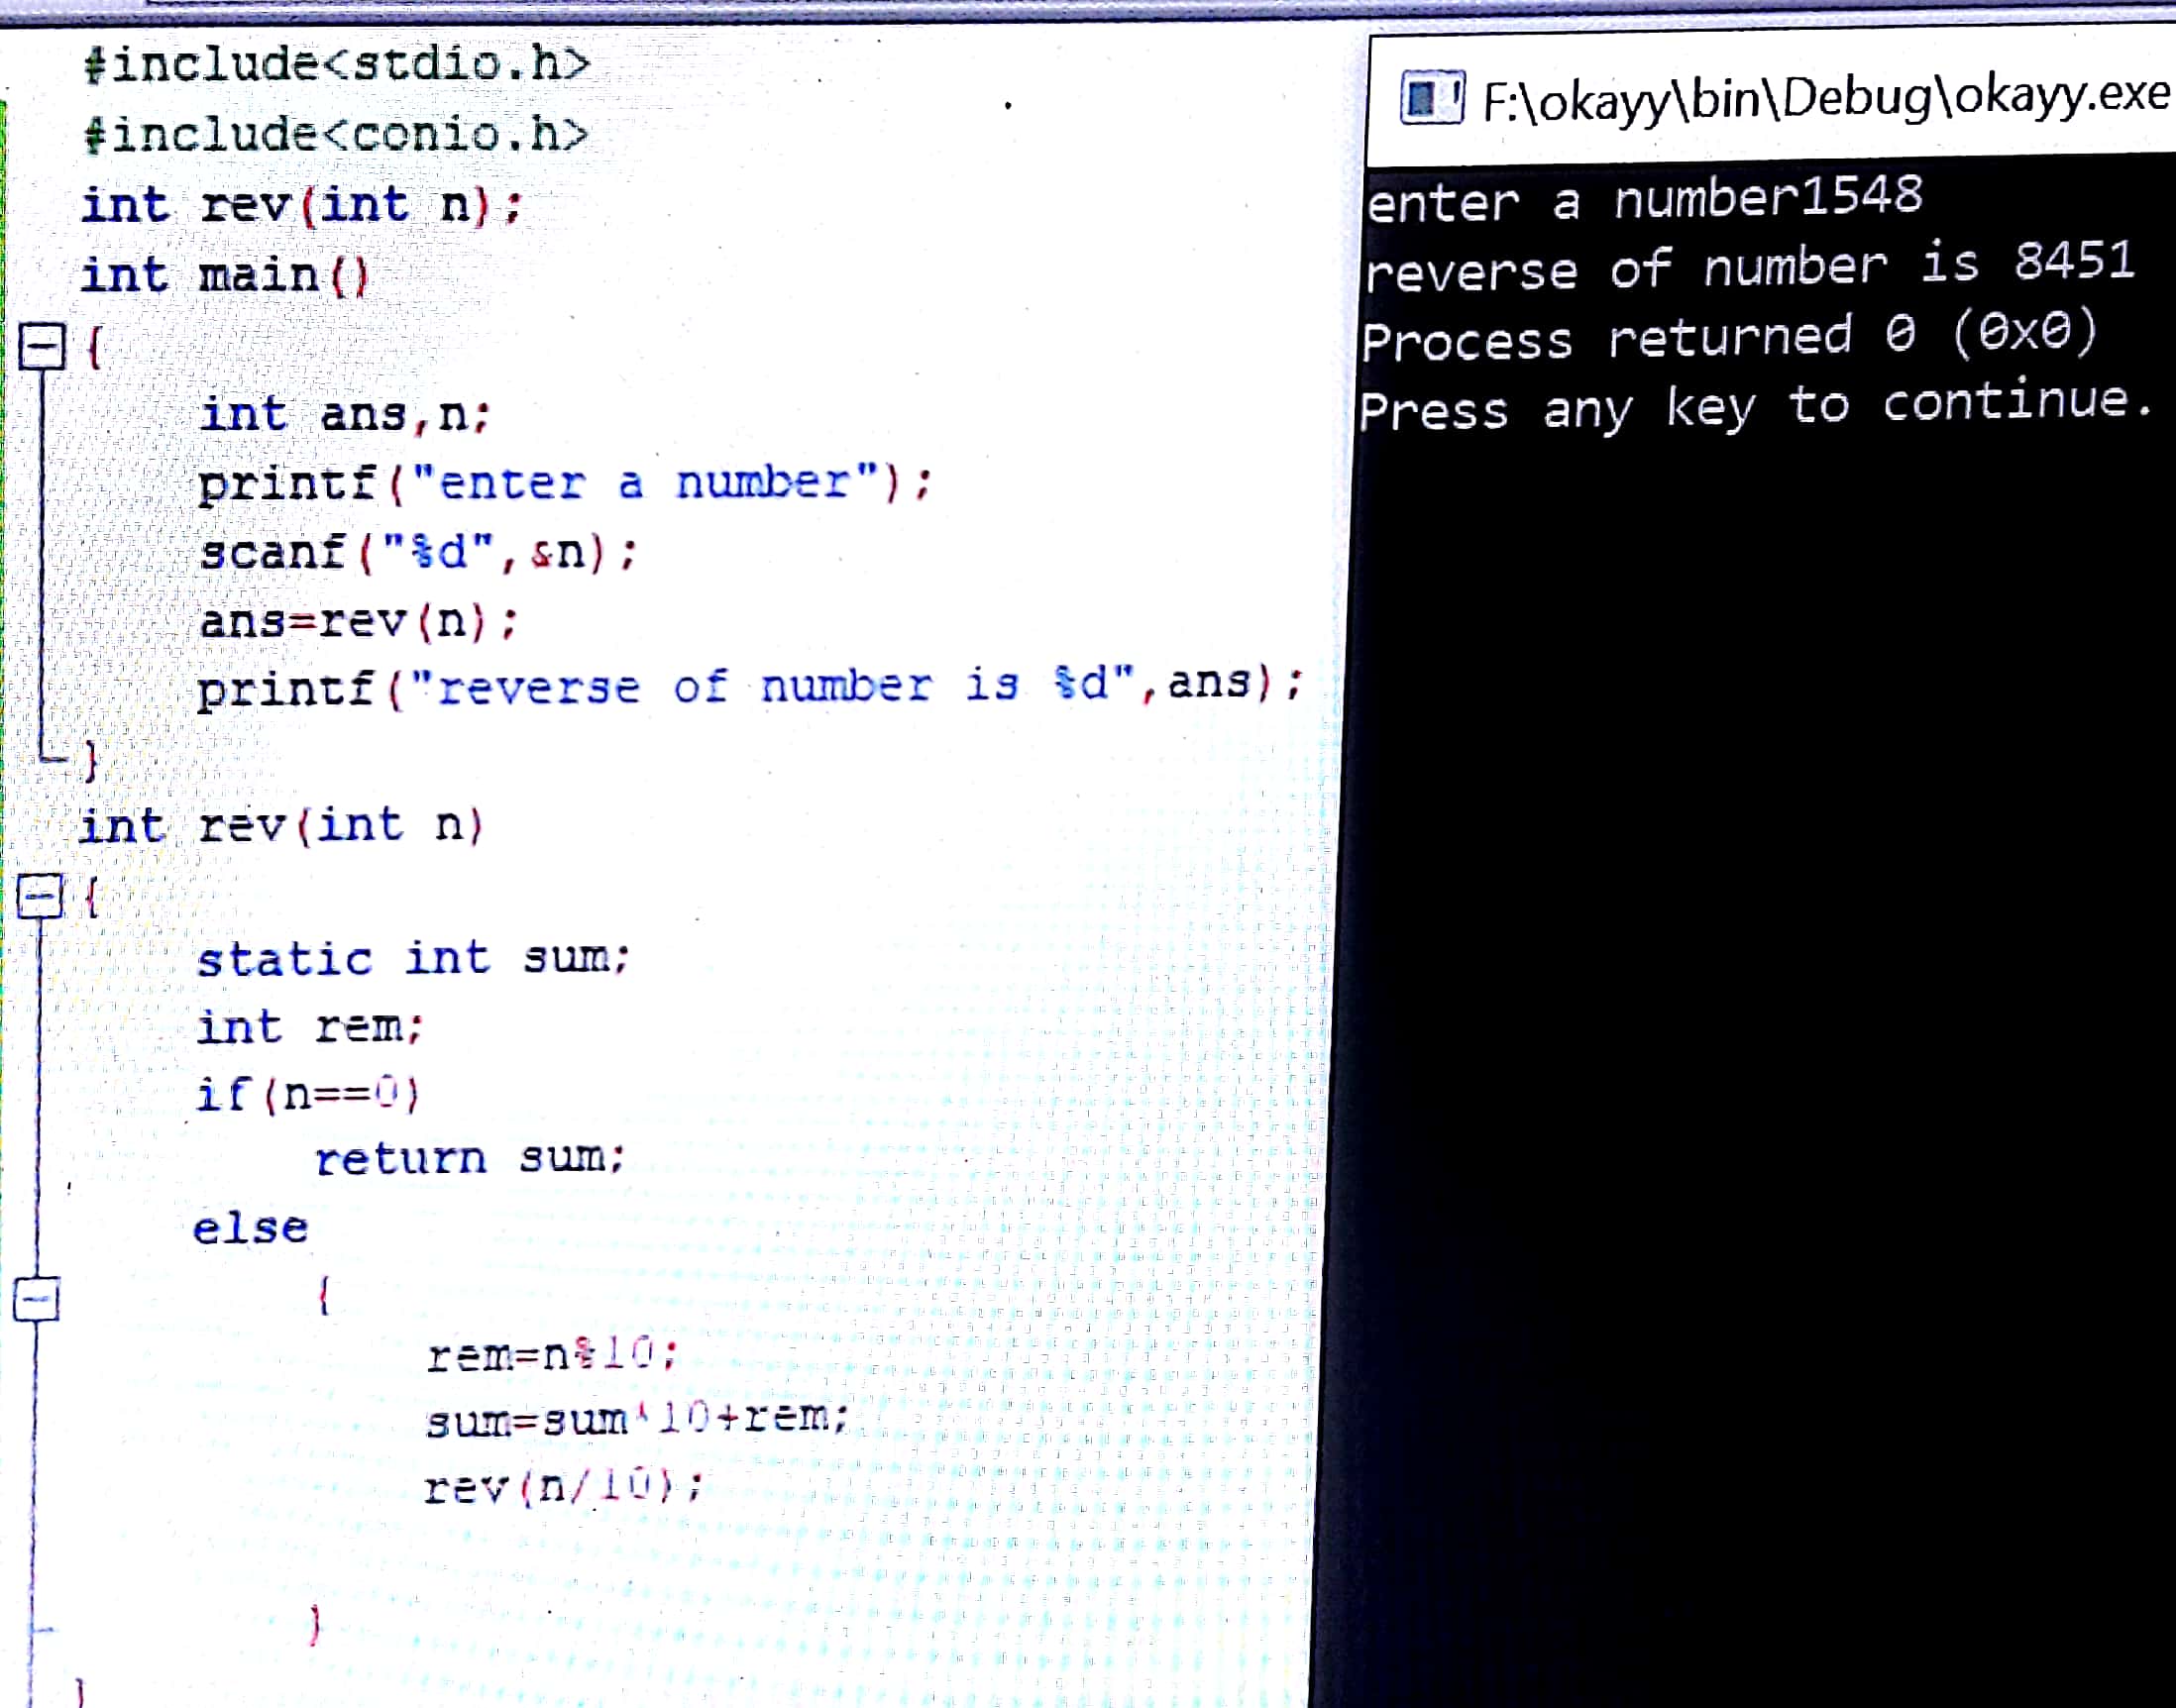 #include<stdio.h>
#include<conio.h>
int rev(int n);
int main()
{
int ans,n;
printf("enter a number");
scanf("%d",&n);
ans=rev(n);
printf("reverse of number is %d",ans);
}
int rev(int n)
{
static int sum;
int rem;
if(n==0)
return sum;
else
{
rem=n%10;
sum=sum*10+rem;
rev(n/10);
}
}
F:\okayy\bin\Debug\okayy.exe
enter a number1548
reverse of number is 8451
Process returned 0 (0x0)
Press any key to continue.